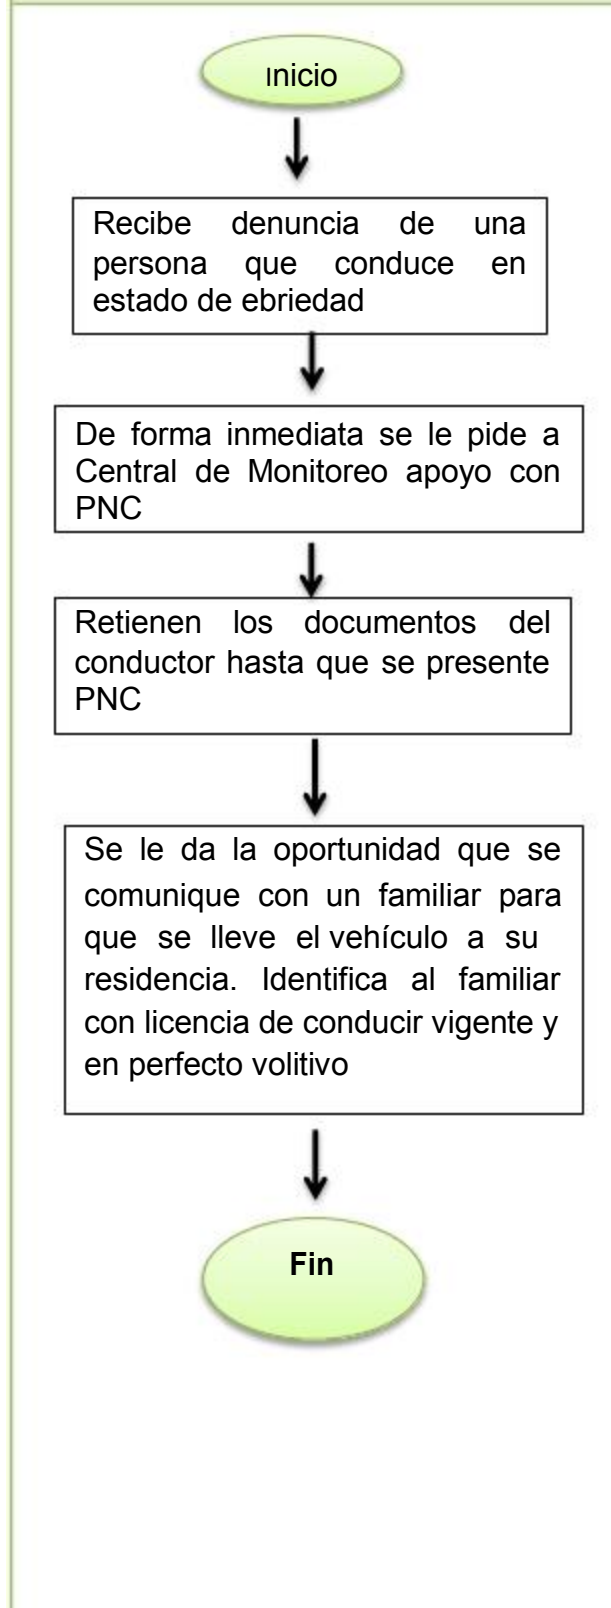 Inicio
Recibe denuncia de una
persona que conduce en
estado de ebriedad
De forma inmediata se le pide a
Central de Monitoreo apoyo con
PNC
Retienen los documentos del
conductor hasta que se presente
PNC
Se le da la oportunidad que se
comunique con un familiar para
que se lleve el vehículo a su
residencia. Identifica al familiar
con licencia de conducir vigente y
en perfecto volitivo
Fin